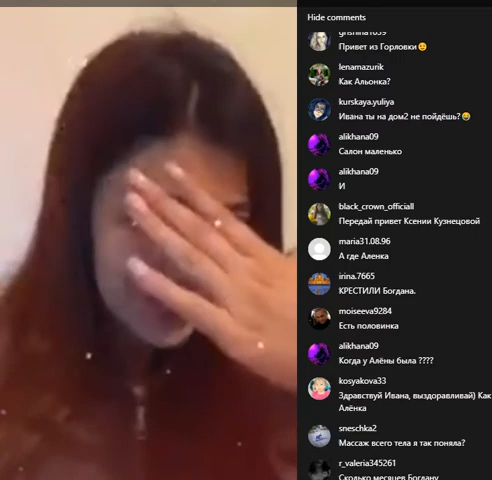 Hide comments
grishina1059
Привет из Горловки😍
lenamazurik
Как Альонка?
kurskaya.yuliya
Ивана ты на дом2 не пойдёшь?😂
alikhana09
Салон маленько
alikhana09
И
black_crown_officiall
Передай привет Ксении Кузнецовой
maria31.08.96
А где Аленка
irina.7665
КРЕСТИЛИ Богдана.
moiseeva9284
Есть половинка
alikhana09
Когда у Алёны была ????
kosyakova33
Здравствуй Ивана, выздоравливай) Как
Алёнка
sneschka2
Массаж всего тела я так поняла?
r_valeria345261
Сколько месяцев Богдану